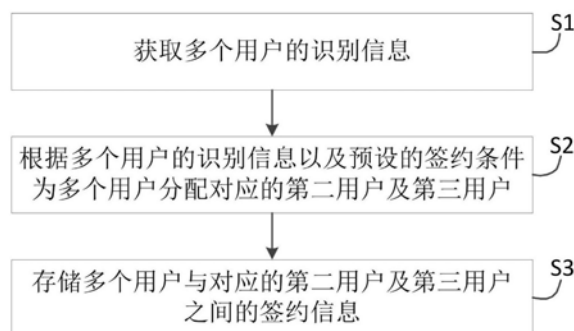 S1
获取多个用户的识别信息
S2
根据多个用户的识别信息以及预设的签约条件
为多个用户分配对应的第二用户及第三用户
S3
存储多个用户与对应的第二用户及第三用户
之间的签约信息